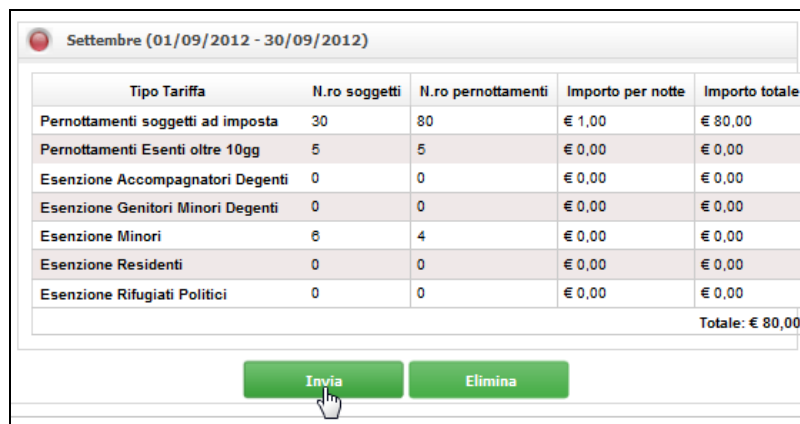 Settembre (01/09/2012 - 30/09/2012)
Tipo Tariffa N.ro soggetti N.ro pernottamenti Importo per notte Importo totale
Pernottamenti soggetti ad imposta 30 80 € 1,00 € 80,00
Pernottamenti Esenti oltre 10gg 5 5 € 0,00 € 0,00
Esenzione Accompagnatori Degenti 0 0 € 0,00 € 0,00
Esenzione Genitori Minori Degenti 0 0 € 0,00 € 0,00
Esenzione Minori 6 4 € 0,00 € 0,00
Esenzione Residenti 0 0 € 0,00 € 0,00
Esenzione Rifugiati Politici 0 0 € 0,00 € 0,00
Totale: € 80,00
Invia Elimina